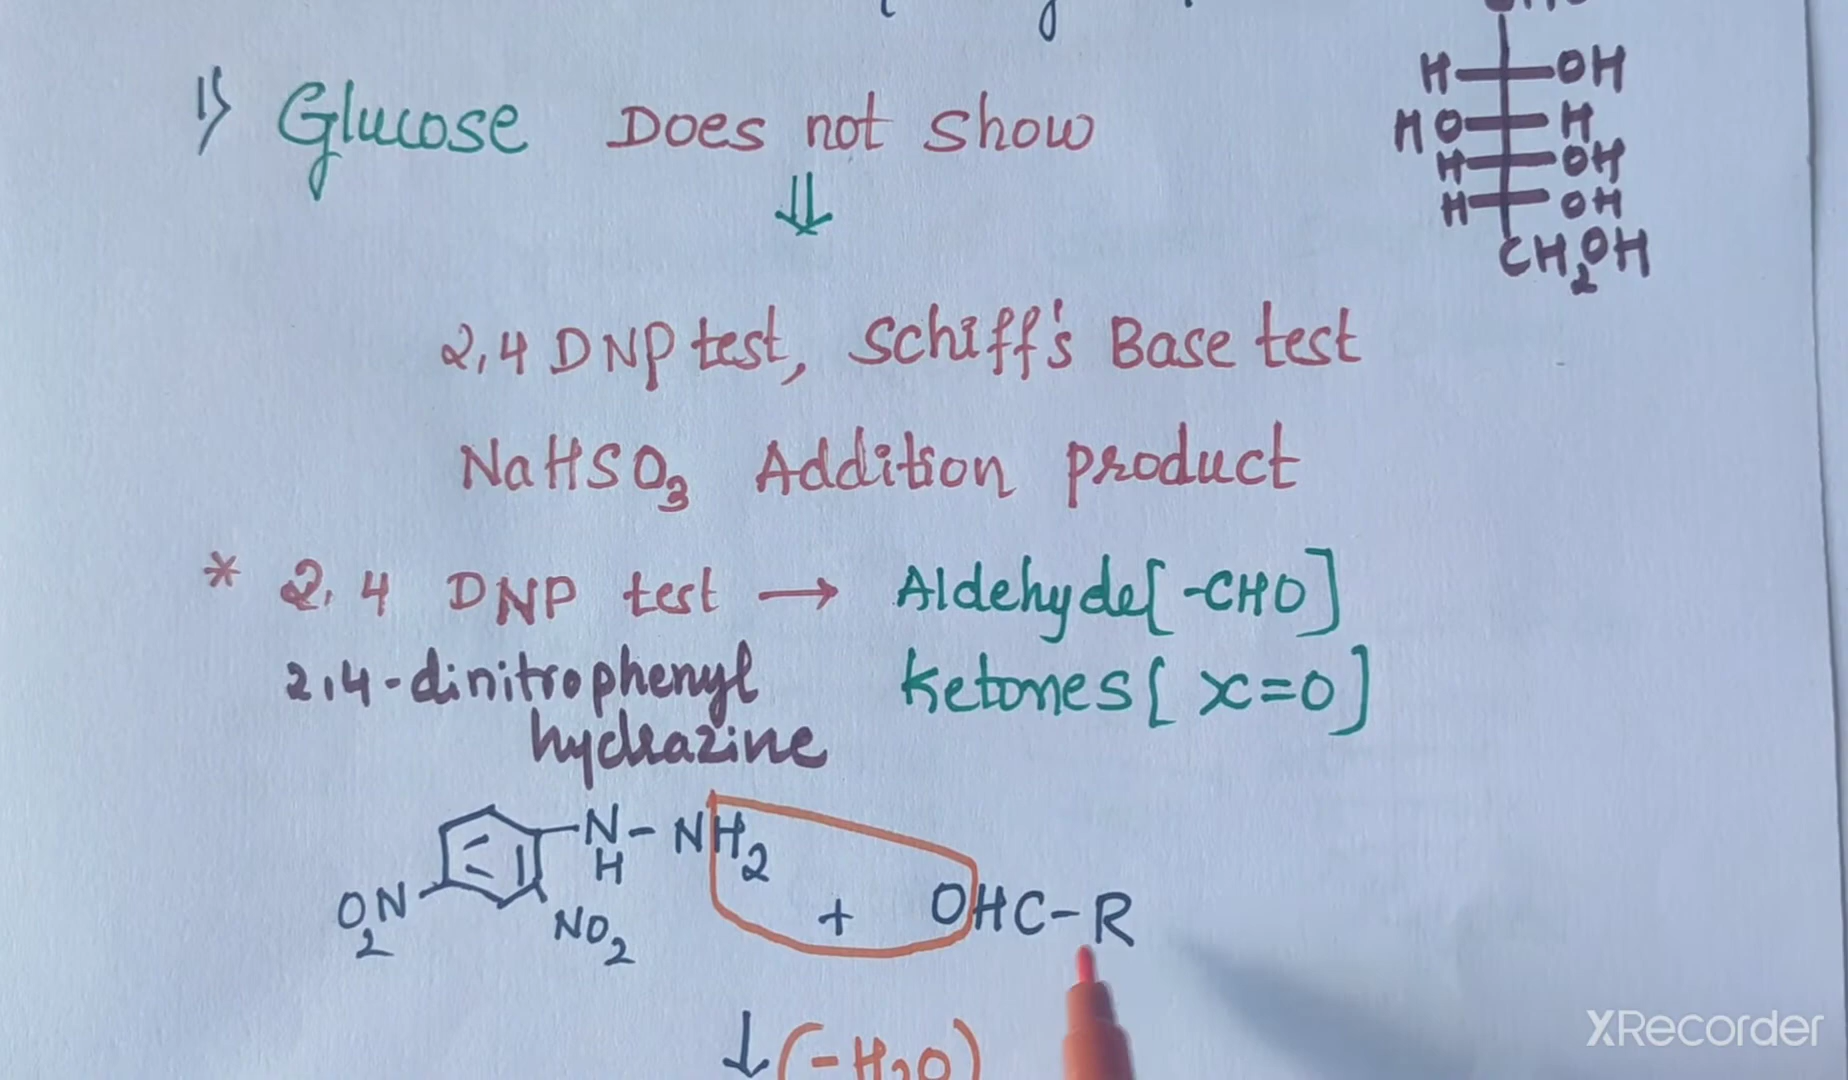 1) Glucose Does not show
⇓
H OH
HO H
H OH
H OH
CH₂OH
2,4 DNP test, Schiff's Base test
NaHSO₃ Addition product
* 2,4 DNP test → Aldehyde [-CHO]
2,4-dinitrophenyl Ketones [ >C=O]
hydrazine
N - NH₂
H
O₂N NO₂ + OHC-R
↓ (-H₂O)
XRecorder